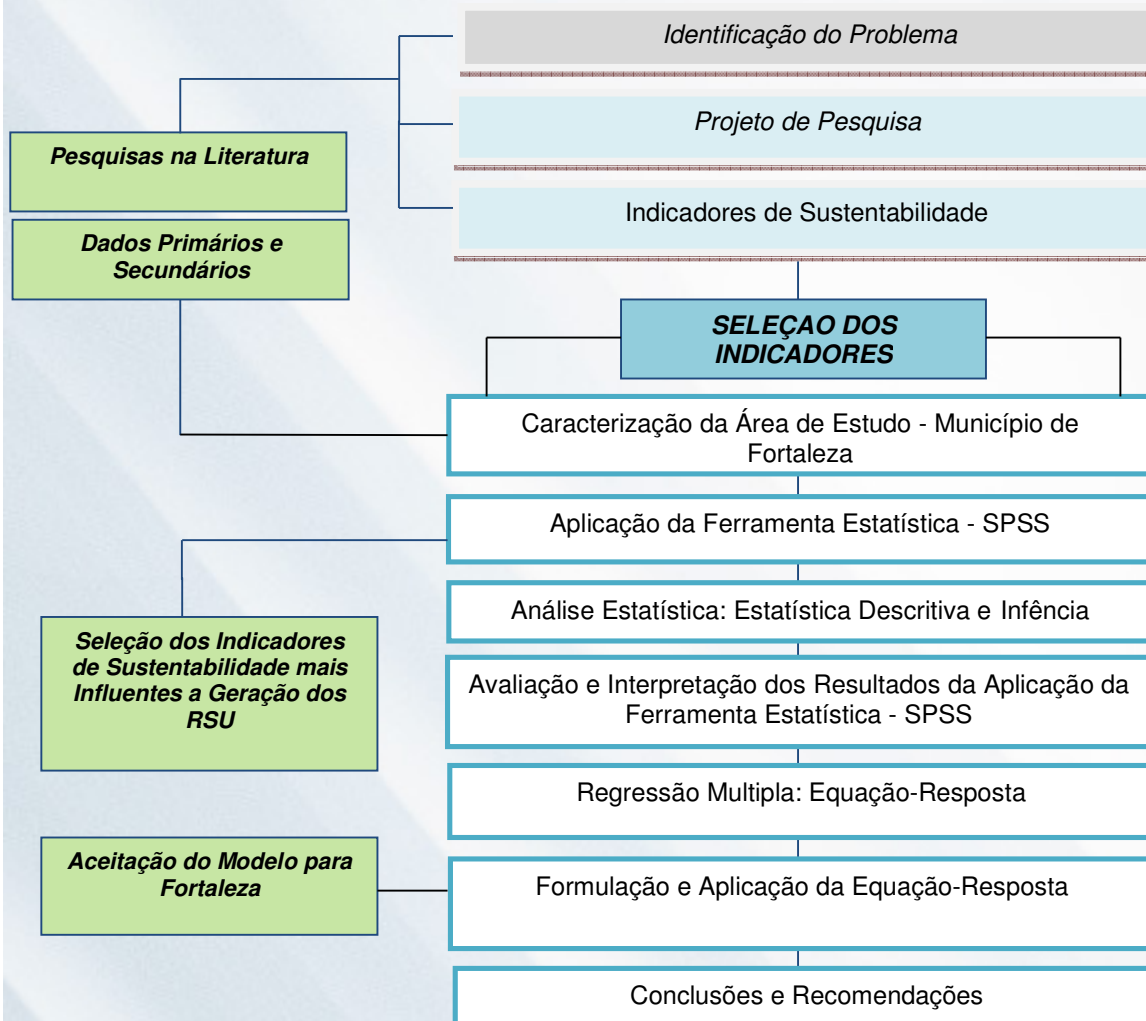 Identificação do Problema
Projeto de Pesquisa
Pesquisas na Literatura
Indicadores de Sustentabilidade
Dados Primários e
Secundários
SELEÇAO DOS
INDICADORES
Caracterização da Área de Estudo - Município de
Fortaleza
Aplicação da Ferramenta Estatística - SPSS
Análise Estatística: Estatística Descritiva e Infência
Seleção dos Indicadores
de Sustentabilidade mais
Influentes a Geração dos
RSU
Avaliação e Interpretação dos Resultados da Aplicação da
Ferramenta Estatística - SPSS
Regressão Multipla: Equação-Resposta
Aceitação do Modelo para
Fortaleza
Formulação e Aplicação da Equação-Resposta
Conclusões e Recomendações